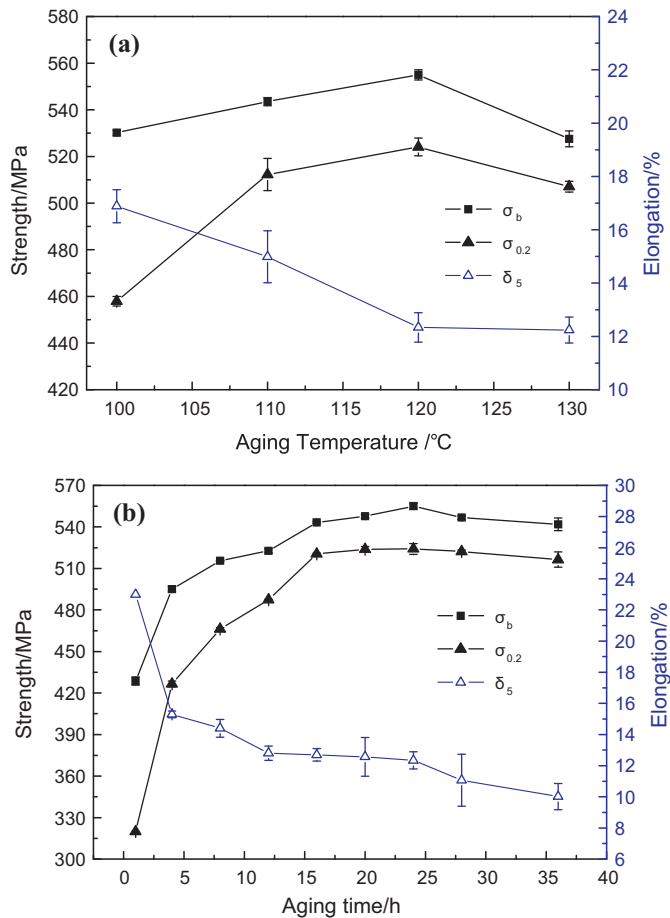 (a)
580
560
540
520
500
480
460
440
420
Strength/MPa
24
22
20
18
16
14
12
10
Elongation/%
σb
σ0.2
δ5
100 105 110 115 120 125 130
Aging Temperature /℃
(b)
570
540
510
480
450
420
390
360
330
300
Strength/MPa
30
28
26
24
22
20
18
16
14
12
10
8
6
Elongation/%
σb
σ0.2
δ5
0 5 10 15 20 25 30 35 40
Aging time/h